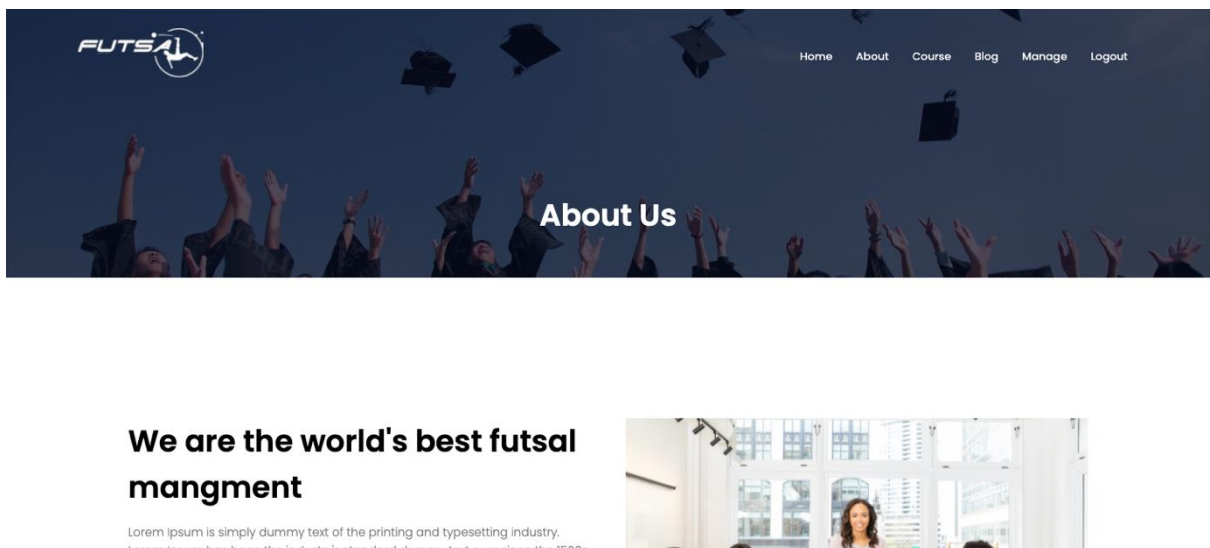 FUTSAL
Home About Course Blog Manage Logout
About Us
We are the world's best futsal
mangment
Lorem Ipsum is simply dummy text of the printing and typesetting industry.